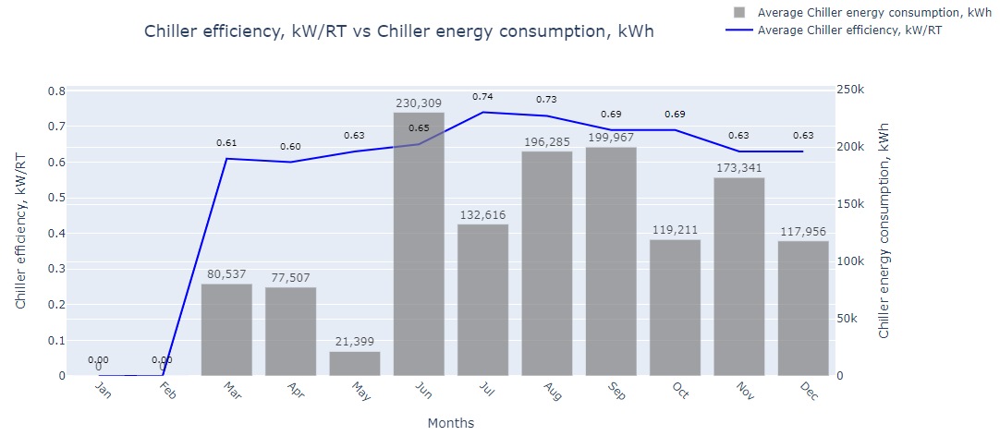 Chiller efficiency, kW/RT vs Chiller energy consumption, kWh
Average Chiller energy consumption, kWh
Average Chiller efficiency, kW/RT
Chiller efficiency, kW/RT
0.8
0.7
0.6
0.5
0.4
0.3
0.2
0.1
0
0.00
0.00
0.61
0.60
0.63
0.65
0.74
0.73
0.69
0.69
0.63
0.63
0
0
80,537
77,507
21,399
230,309
132,616
196,285
199,967
119,211
173,341
117,956
250k
200k
150k
100k
50k
0
Chiller energy consumption, kWh
Jan
Feb
Mar
Apr
May
Jun
Jul
Aug
Sep
Oct
Nov
Dec
Months